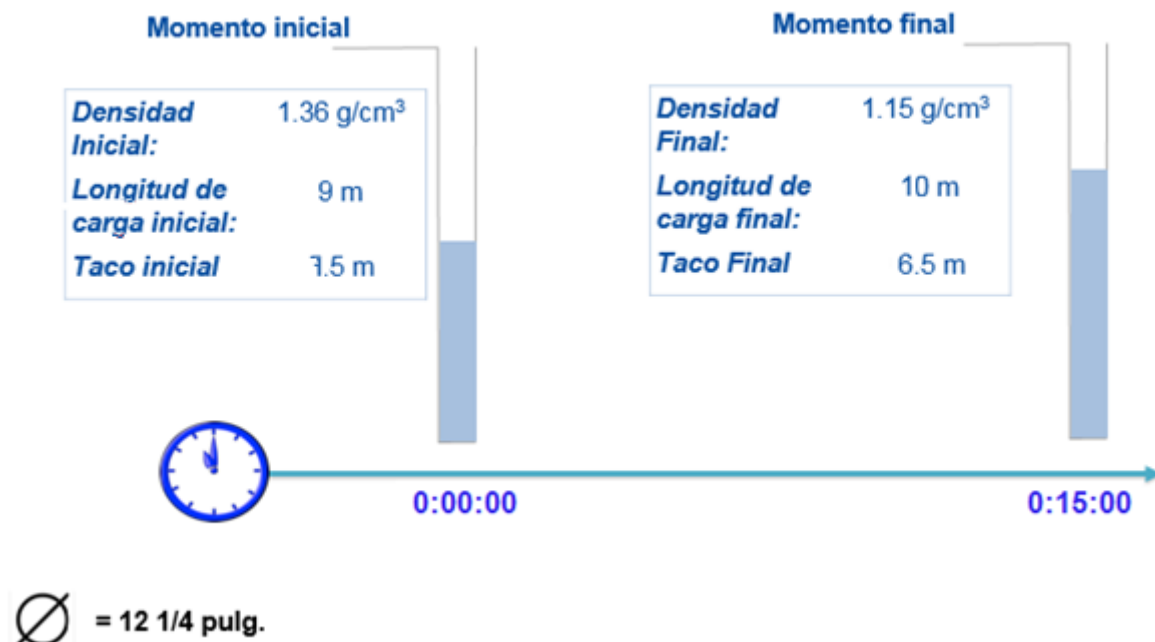 Momento inicial
Densidad 1.36 g/cm³
Inicial:
Longitud de 9 m
carga inicial:
Taco inicial 7.5 m
Momento final
Densidad 1.15 g/cm³
Final:
Longitud de 10 m
carga final:
Taco Final 6.5 m
0:00:00
0:15:00
∅ = 12 1/4 pulg.